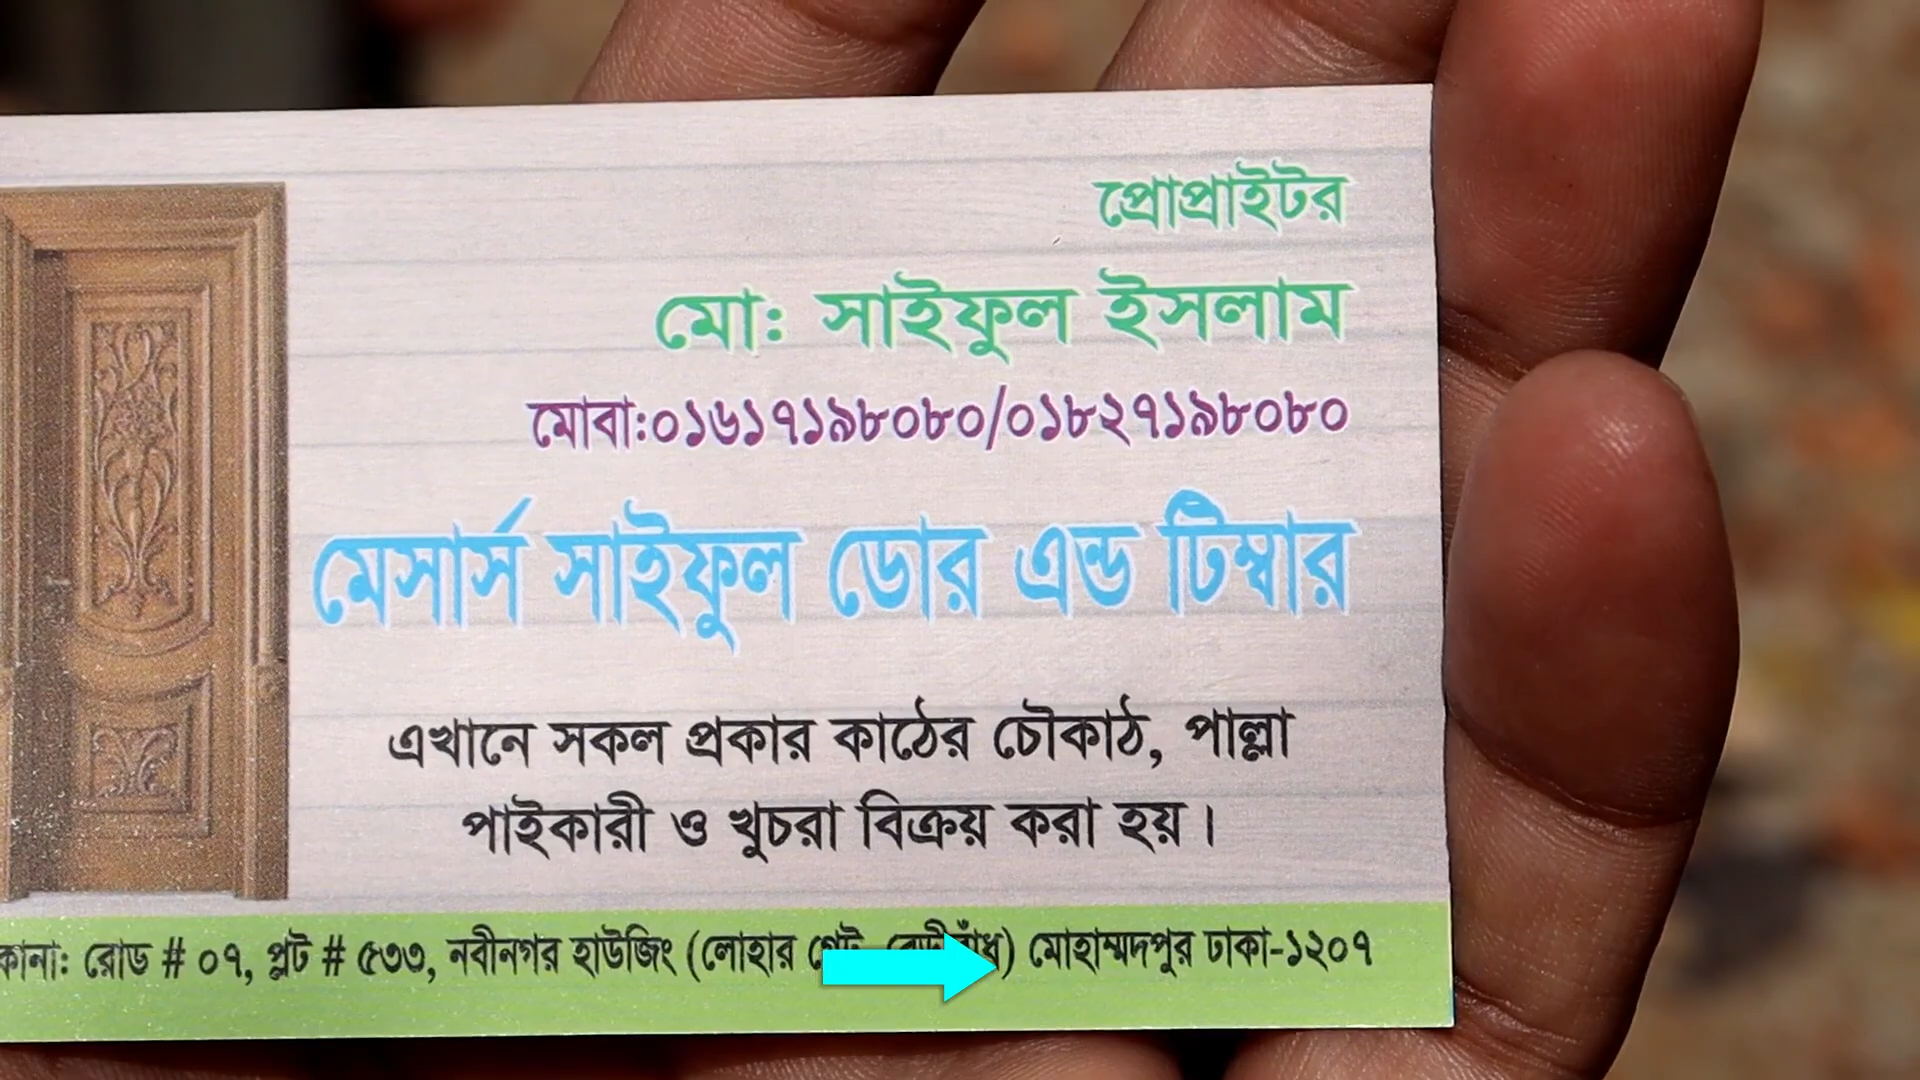 প্রোপ্রাইটর
মো: সাইফুল ইসলাম
মোবা:০১৬১৭১৯৮০৮০/০১৮২৭১৯৮০৮০
মেসার্স সাইফুল ডোর এন্ড টিম্বার
এখানে সকল প্রকার কাঠের চৌকাঠ, পাল্লা
পাইকারী ও খুচরা বিক্রয় করা হয়।
কানা: রোড # ০৭, প্লট # ৫৩৩, নবীনগর হাউজিং (লোহার মোহাম্মদপুর ঢাকা-১২০৭